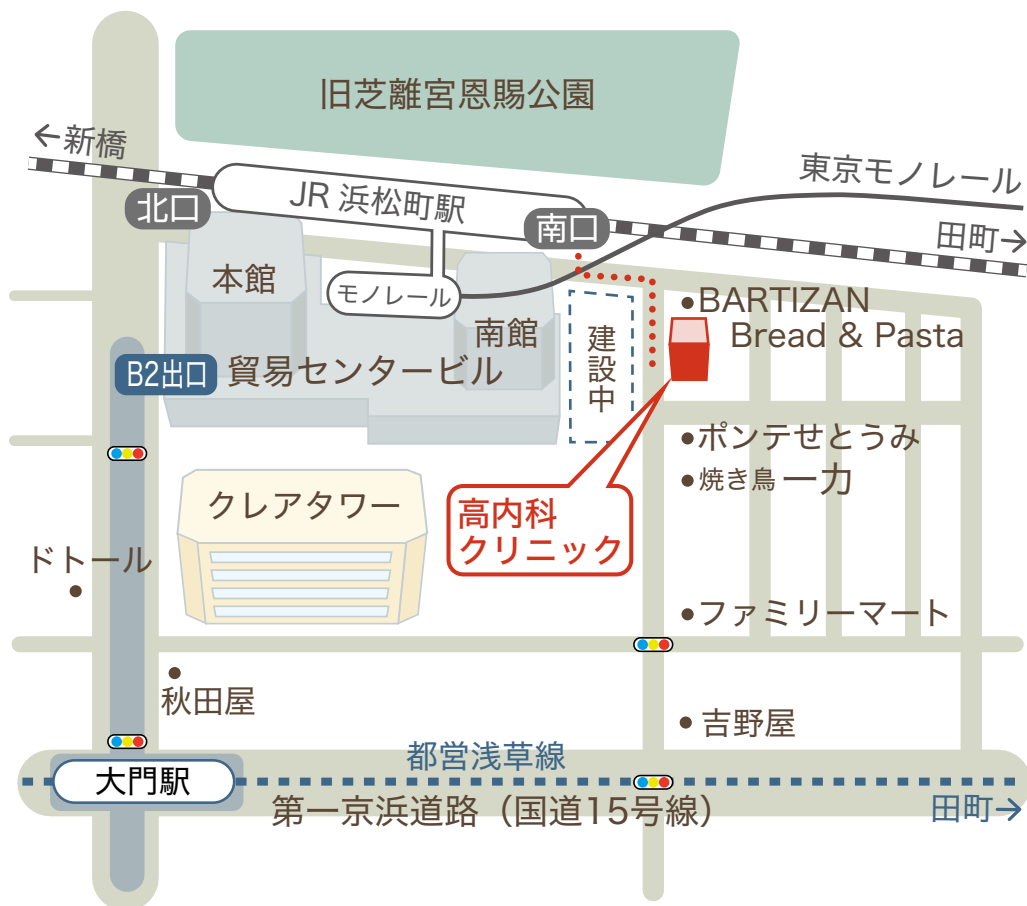 旧芝離宮恩賜公園
←新橋
東京モノレール
JR 浜松町駅
北口
南口
田町→
本館
モノレール
南館
建設中
●BARTIZAN
Bread & Pasta
B2出口
貿易センタービル
●ポンテせとうみ
●焼き鳥 一力
クレアタワー
高内科
クリニック
ドトール
●ファミリーマート
秋田屋
●吉野屋
都営浅草線
大門駅
第一京浜道路（国道15号線）
田町→